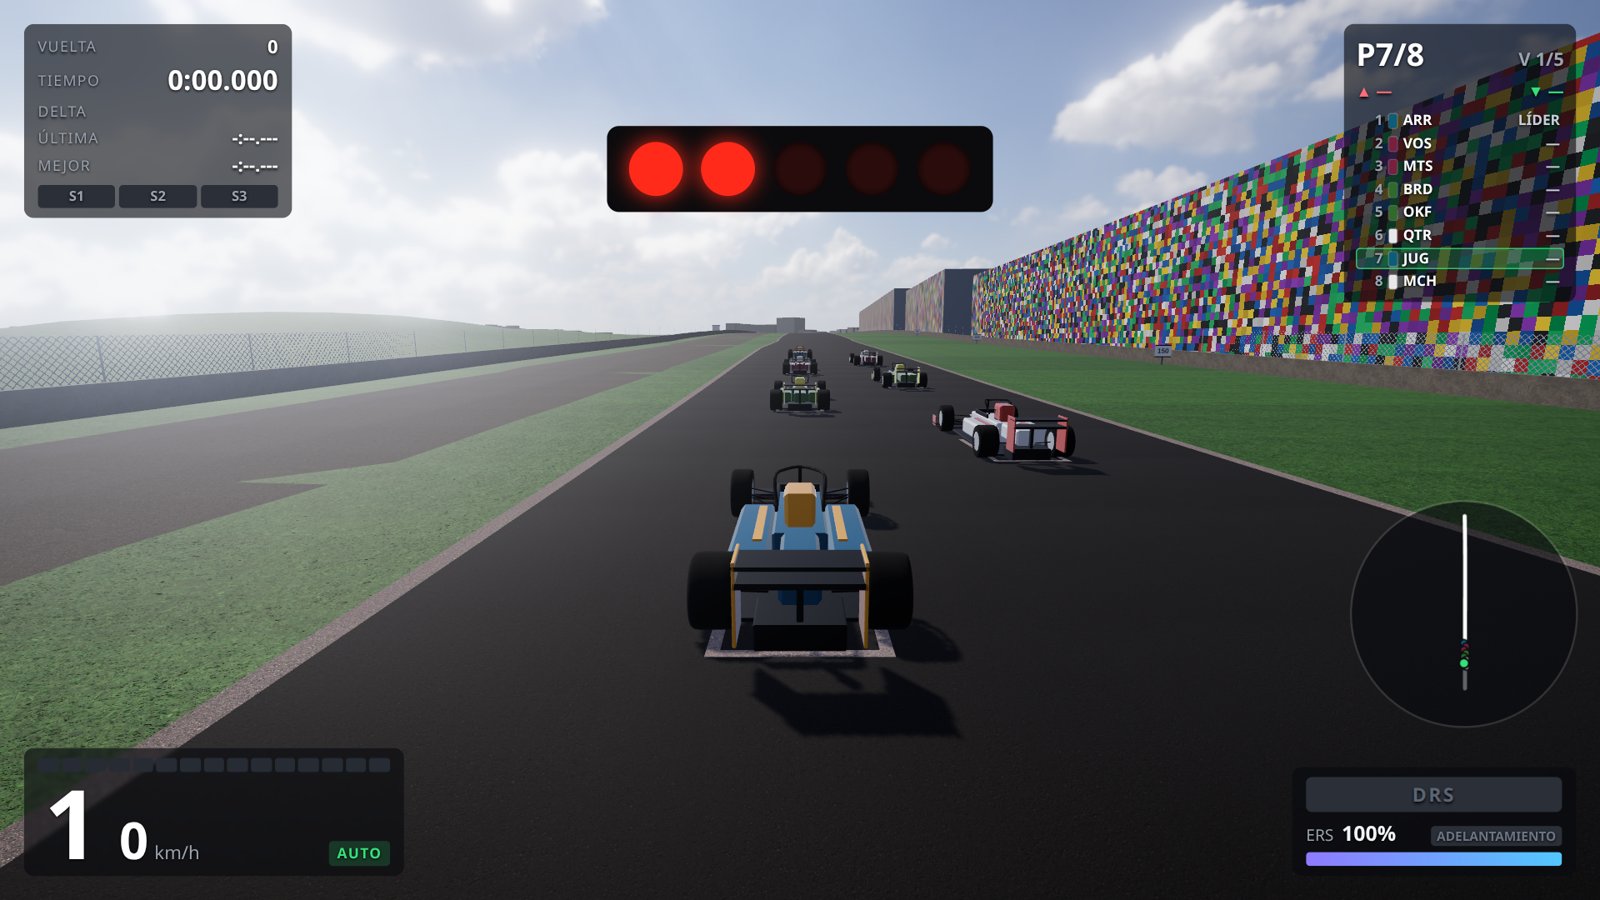 VUELTA 0
TIEMPO 0:00.000
DELTA
ÚLTIMA -:--.---
MEJOR -:--.---
S1 S2 S3
P7/8 V 1/5
▲ — ▼ —
1 ARR LÍDER
2 VOS —
3 MTS —
4 BRD —
5 OKF —
6 QTR —
7 JUG —
8 MCH —
150
1 0 km/h AUTO
DRS
ERS 100% ADELANTAMIENTO